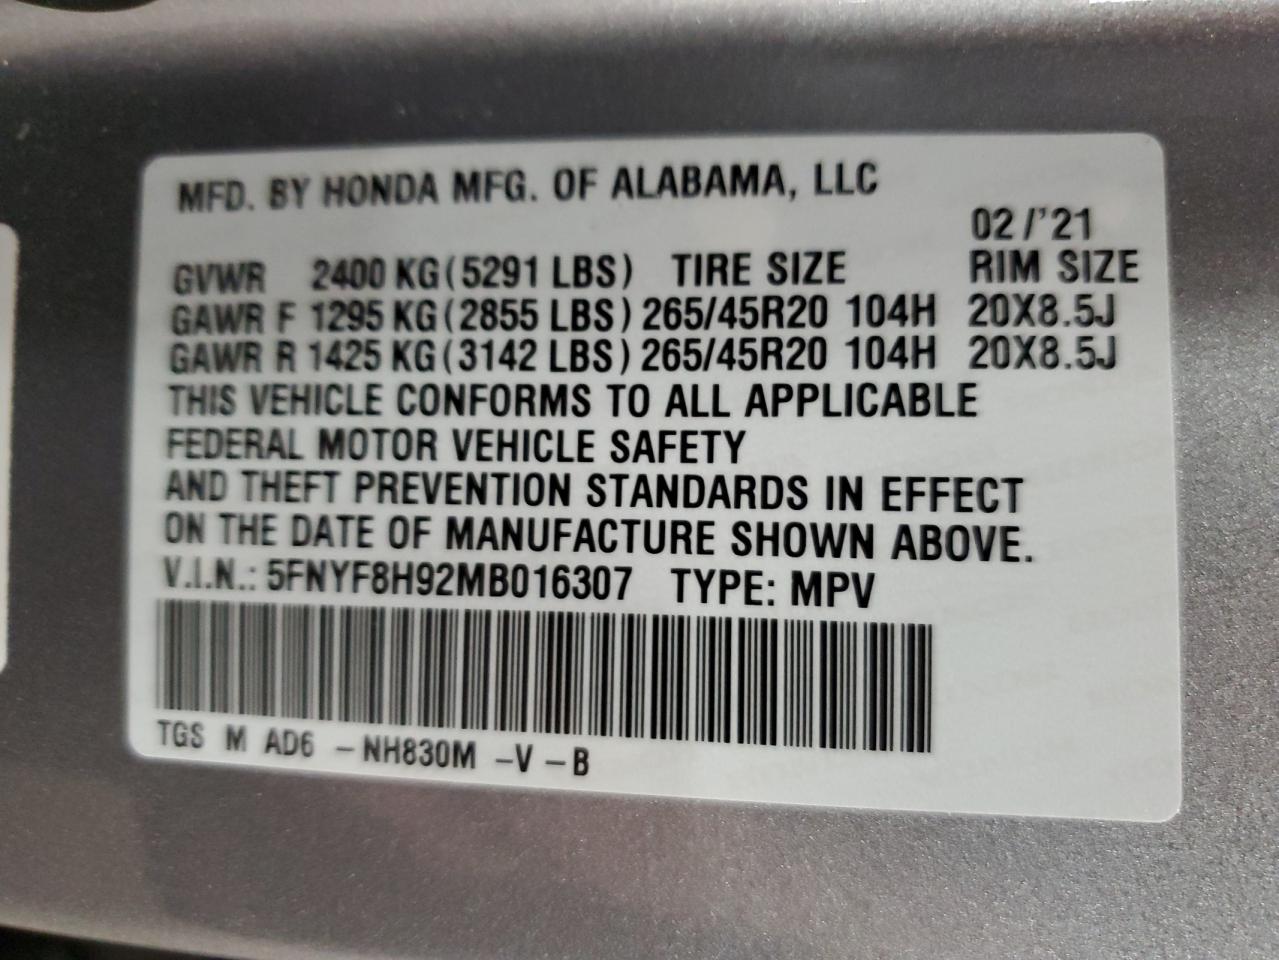 MFD. BY HONDA MFG. OF ALABAMA, LLC
02/'21
GVWR 2400 KG(5291 LBS) TIRE SIZE RIM SIZE
GAWR F 1295 KG(2855 LBS) 265/45R20 104H 20X8.5J
GAWR R 1425 KG(3142 LBS) 265/45R20 104H 20X8.5J
THIS VEHICLE CONFORMS TO ALL APPLICABLE
FEDERAL MOTOR VEHICLE SAFETY
AND THEFT PREVENTION STANDARDS IN EFFECT
ON THE DATE OF MANUFACTURE SHOWN ABOVE.
V.I.N.: 5FNYF8H92MB016307 TYPE: MPV
TGS M AD6 -NH830M -V -B